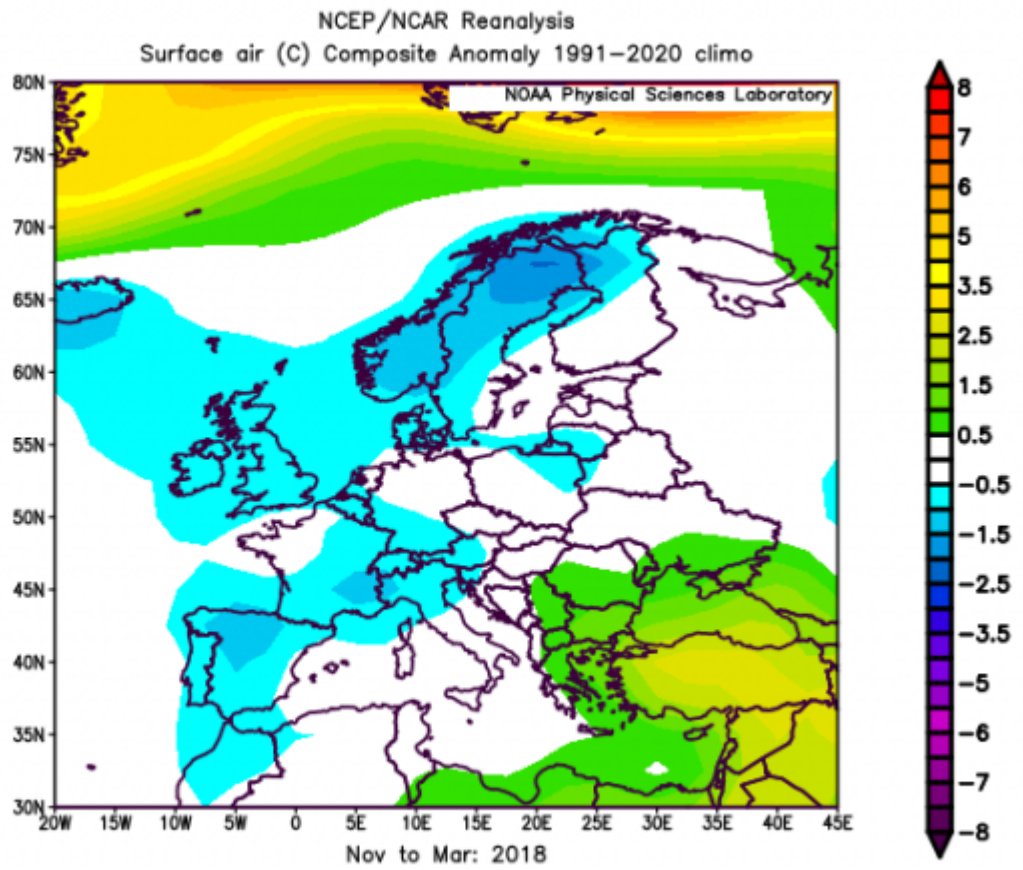 NCEP/NCAR Reanalysis
Surface air (C) Composite Anomaly 1991–2020 climo
NOAA Physical Sciences Laboratory
80N
75N
70N
65N
60N
55N
50N
45N
40N
35N
30N
20W 15W 10W 5W 0 5E 10E 15E 20E 25E 30E 35E 40E 45E
Nov to Mar: 2018
8
7
6
5
3.5
2.5
1.5
0.5
−0.5
−1.5
−2.5
−3.5
−5
−6
−7
−8